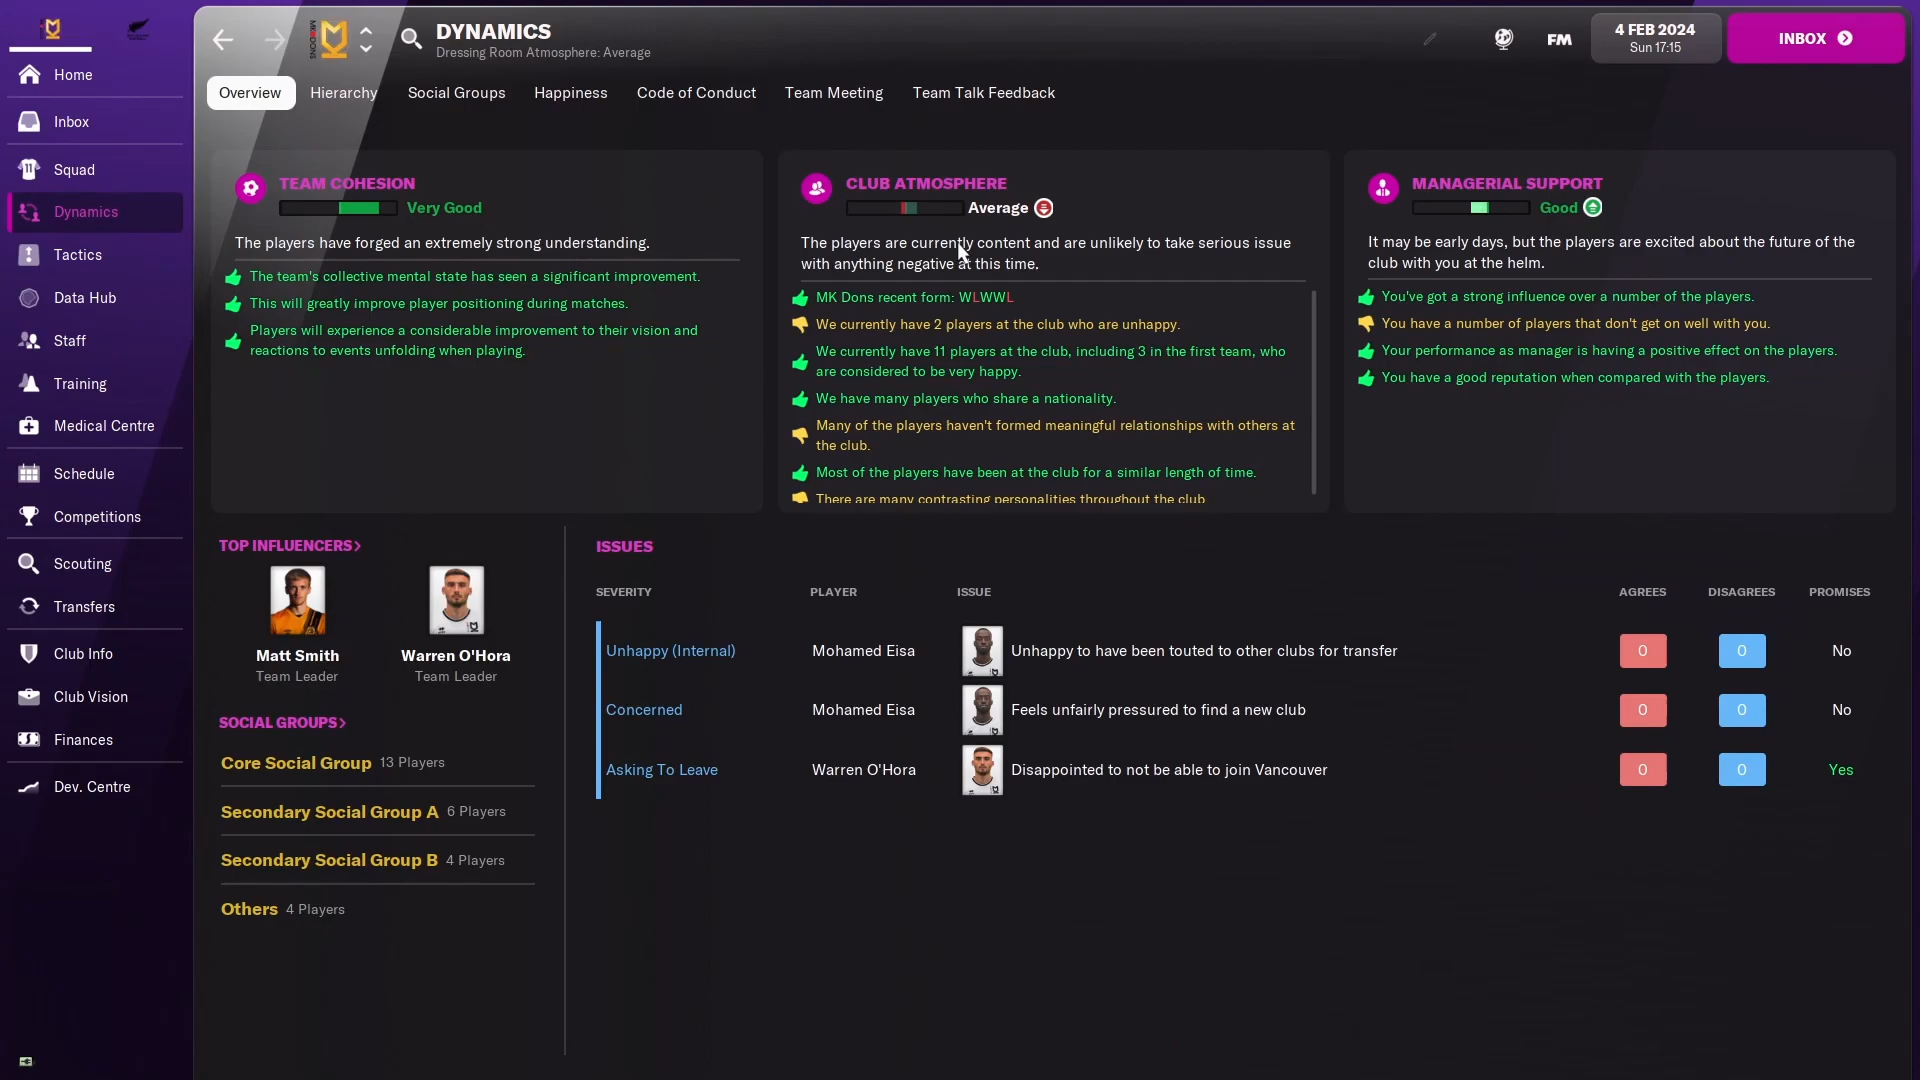 DYNAMICS
Dressing Room Atmosphere: Average
FM
4 FEB 2024
Sun 17:15
INBOX
Home
Inbox
Squad
Dynamics
Tactics
Data Hub
Staff
Training
Medical Centre
Schedule
Competitions
Scouting
Transfers
Club Info
Club Vision
Finances
Dev. Centre
Overview
Hierarchy
Social Groups
Happiness
Code of Conduct
Team Meeting
Team Talk Feedback
TEAM COHESION
Very Good
The players have forged an extremely strong understanding.
The team's collective mental state has seen a significant improvement.
This will greatly improve player positioning during matches.
Players will experience a considerable improvement to their vision and
reactions to events unfolding when playing.
CLUB ATMOSPHERE
Average
The players are currently content and are unlikely to take serious issue
with anything negative at this time.
MK Dons recent form: WLWWL
We currently have 2 players at the club who are unhappy.
We currently have 11 players at the club, including 3 in the first team, who
are considered to be very happy.
We have many players who share a nationality.
Many of the players haven't formed meaningful relationships with others at
the club.
Most of the players have been at the club for a similar length of time.
There are many contrasting personalities throughout the club
MANAGERIAL SUPPORT
Good
It may be early days, but the players are excited about the future of the
club with you at the helm.
You've got a strong influence over a number of the players.
You have a number of players that don't get on well with you.
Your performance as manager is having a positive effect on the players.
You have a good reputation when compared with the players.
TOP INFLUENCERS>
Matt Smith
Team Leader
Warren O'Hora
Team Leader
SOCIAL GROUPS>
Core Social Group 13 Players
Secondary Social Group A 6 Players
Secondary Social Group B 4 Players
Others 4 Players
ISSUES
SEVERITY PLAYER ISSUE AGREES DISAGREES PROMISES
Unhappy (Internal) Mohamed Eisa Unhappy to have been touted to other clubs for transfer 0 0 No
Concerned Mohamed Eisa Feels unfairly pressured to find a new club 0 0 No
Asking To Leave Warren O'Hora Disappointed to not be able to join Vancouver 0 0 Yes